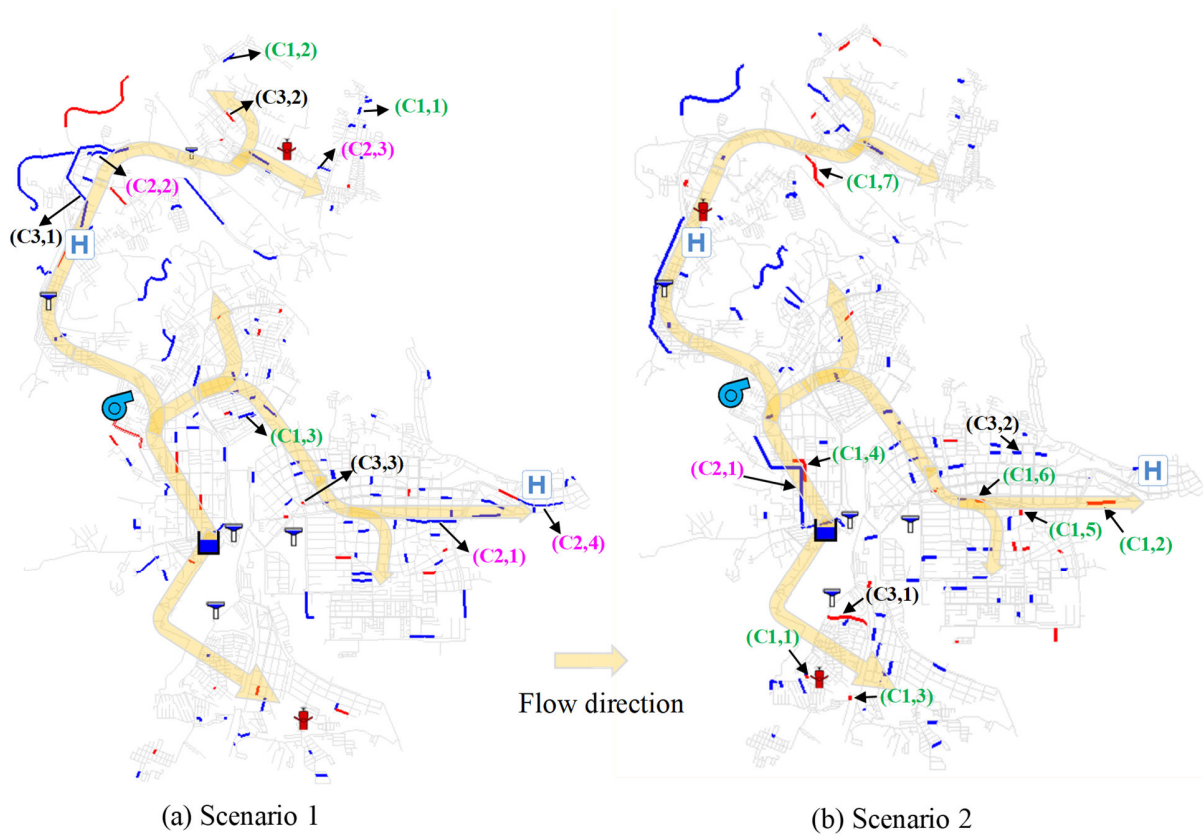 (C1,2)
(C3,2)
(C1,1)
(C2,3)
(C2,2)
(C3,1)
H
(C1,3)
(C3,3)
H
(C2,1)
(C2,4)
Flow direction
(a) Scenario 1
(C1,7)
H
(C3,2)
(C1,4)
(C2,1)
(C1,6)
H
(C1,5)
(C1,2)
(C3,1)
(C1,1)
(C1,3)
(b) Scenario 2